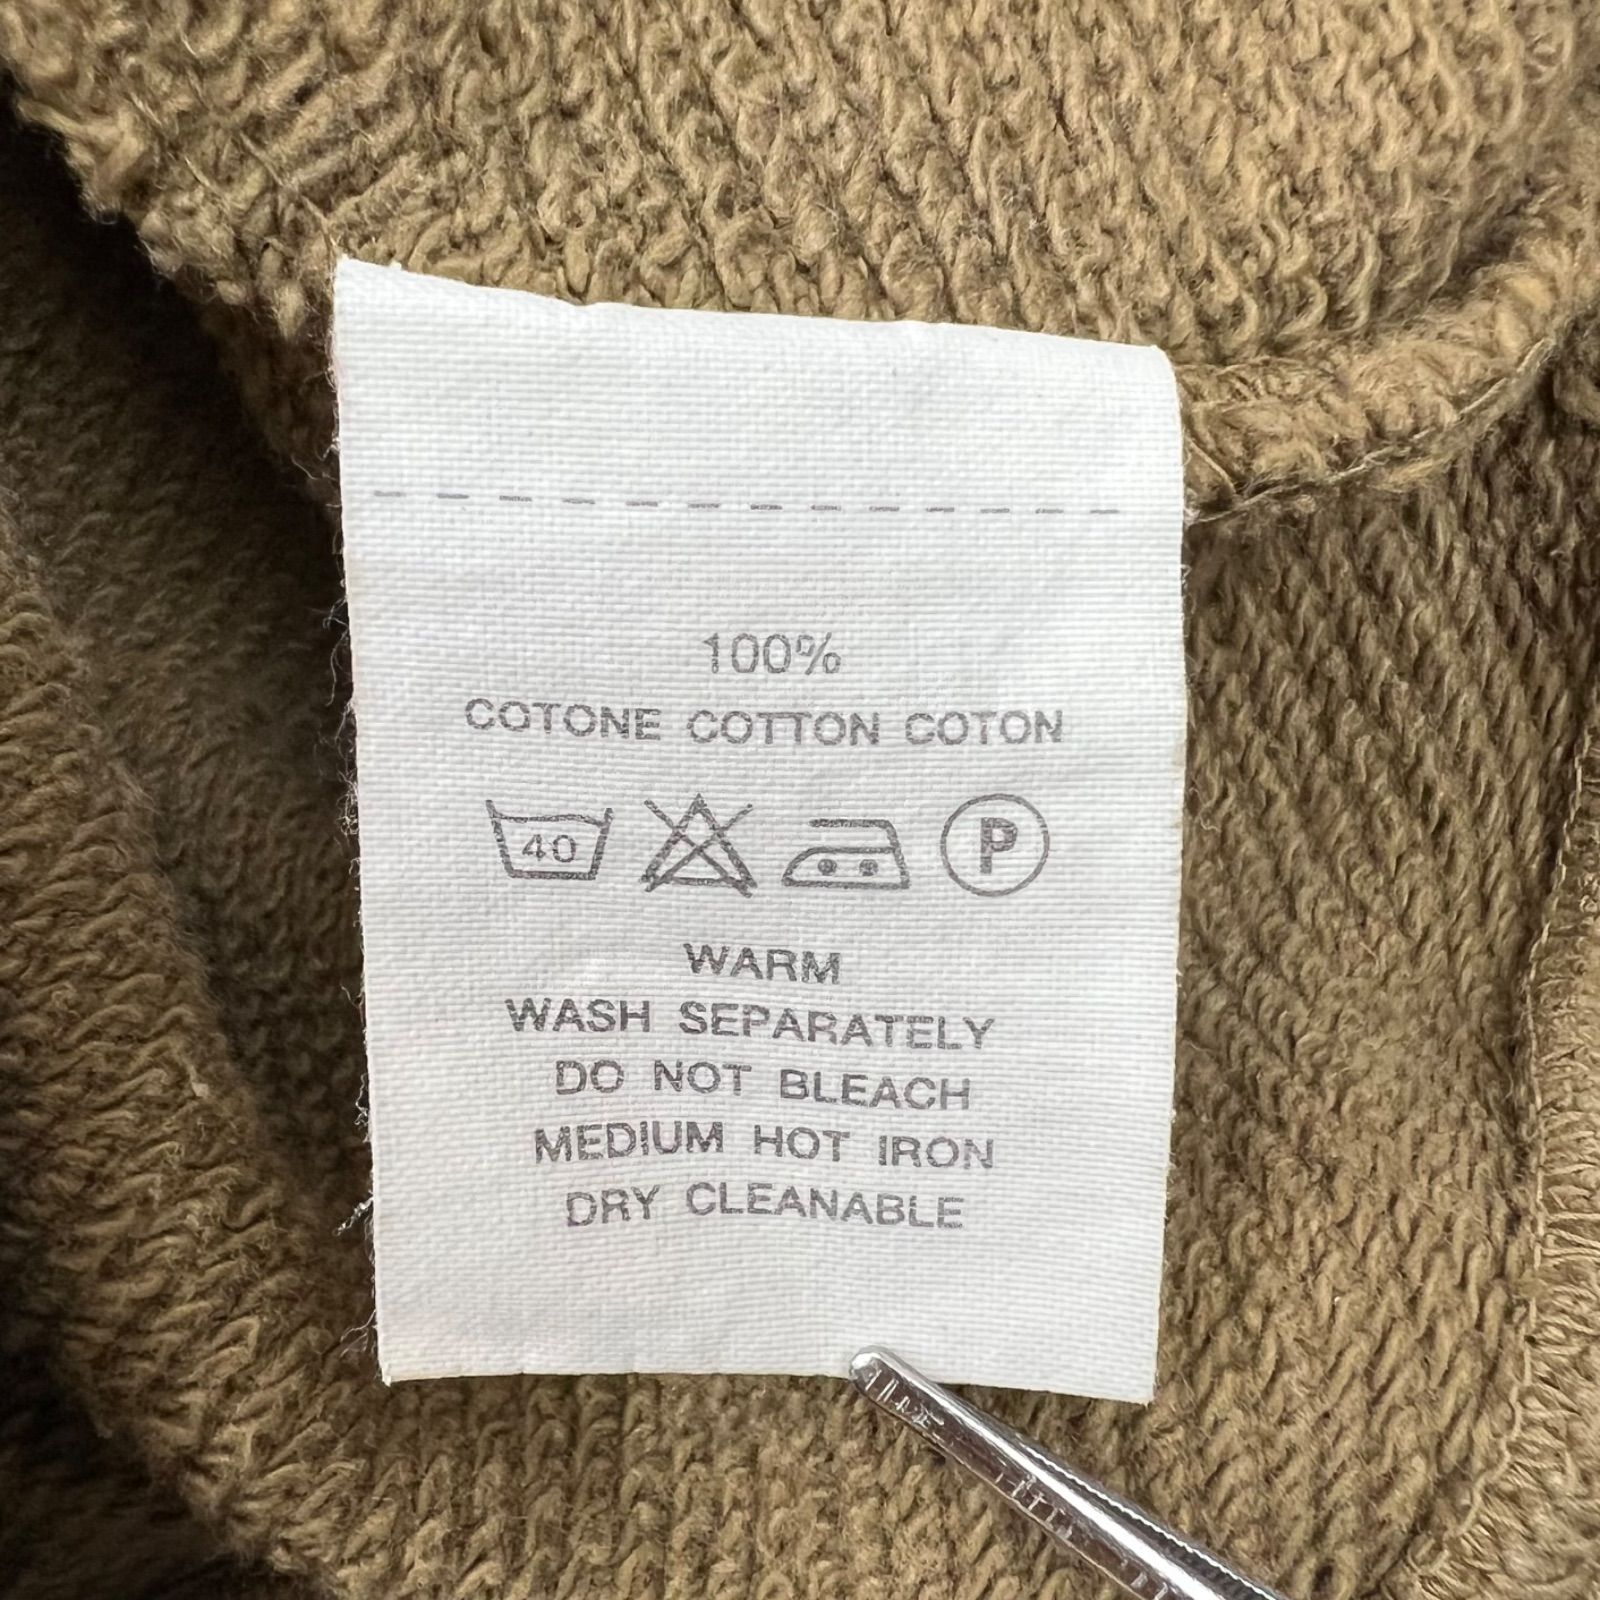 100%
COTONE COTTON COTON
40 P
WARM
WASH SEPARATELY
DO NOT BLEACH
MEDIUM HOT IRON
DRY CLEANABLE